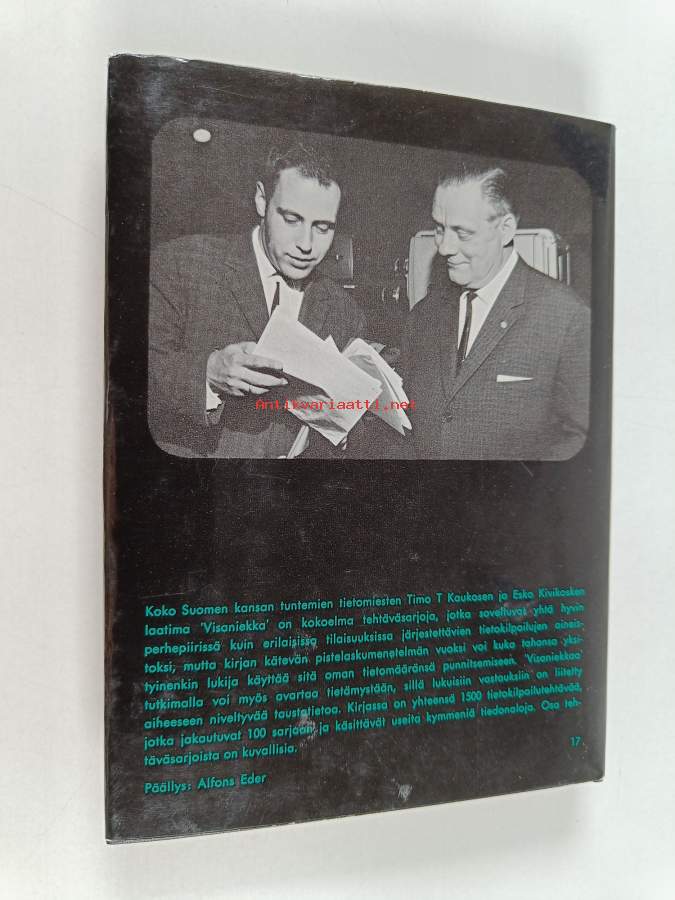 Antikvariaatti.net
Koko Suomen kansan tuntemien tietomiesten Timo T Kaukosen ja Esko Kivikosken
laatima 'Visaniekka' on kokoelma tehtäväsarjoja, jotka soveltuvat yhtä hyvin
perhepiirissä kuin erilaisissa tilaisuuksissa järjestettävien tietokilpailujen aineis-
toksi, mutta kirjan kätevän pistelaskumenetelmän vuoksi voi kuka tahansa yksi-
tyinenkin lukija käyttää sitä oman tietomääränsä punnitsemiseen. 'Visaniekkaa'
tutkimalla voi myös avartaa tietämystään, sillä lukuisiin vastauksiin on liitetty
aiheeseen niveltyvää taustatietoa. Kirjassa on yhteensä 1500 tietokilpailutehtävää,
jotka jakautuvat 100 sarjaan ja käsittävät useita kymmeniä tiedonaloja. Osa teh-
täväsarjoista on kuvallisia.
17.
Päällys: Alfons Eder